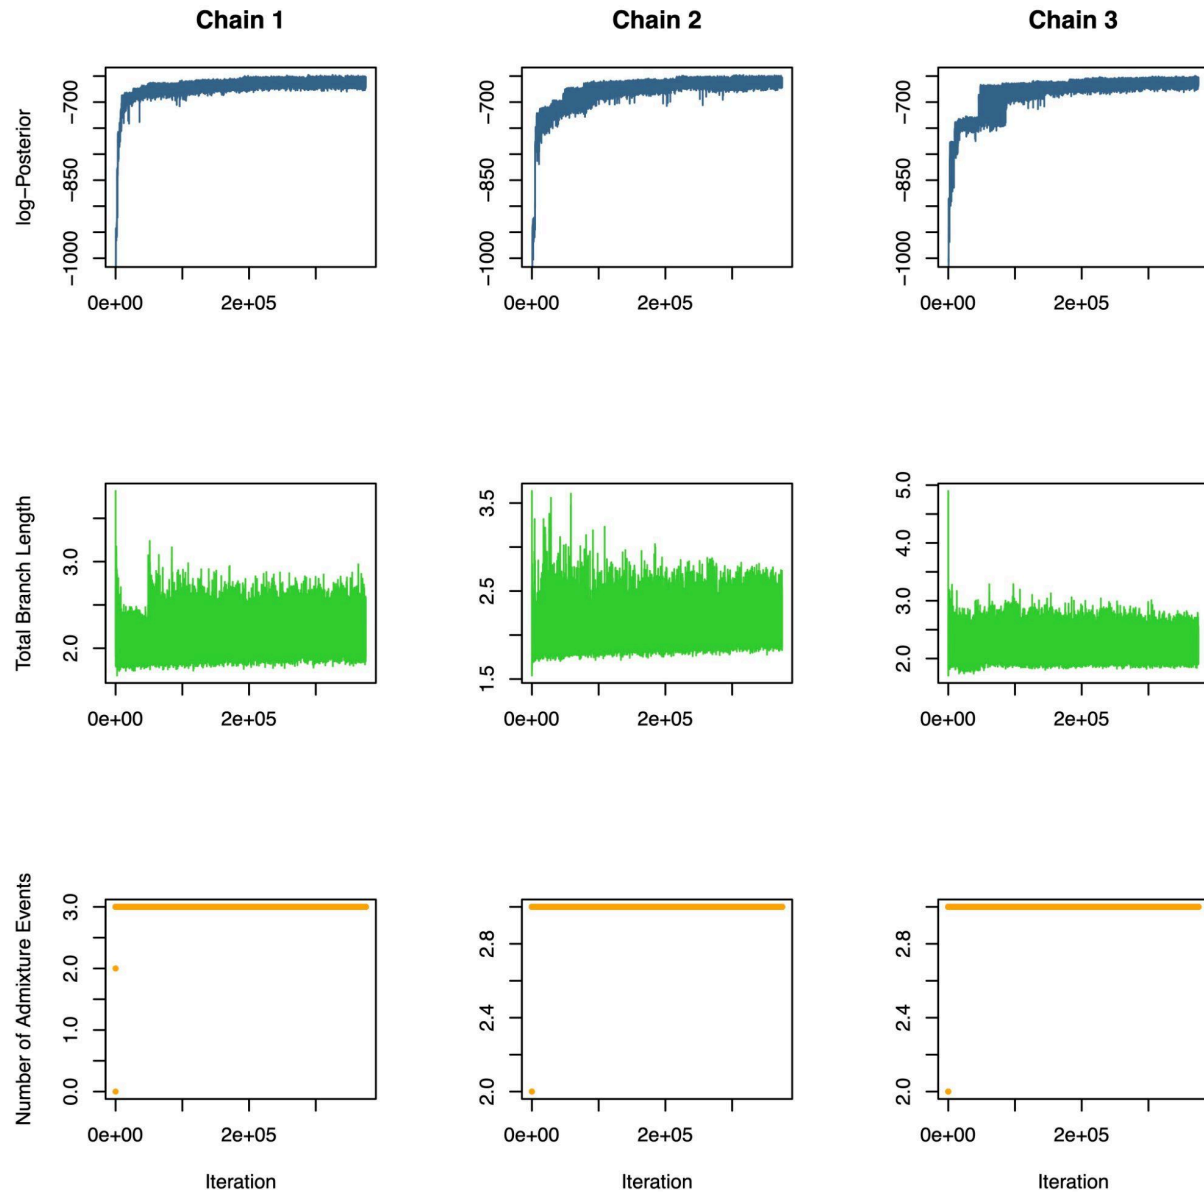 Chain 1
Chain 2
Chain 3
log−Posterior
−700
−850
−1000
0e+00
2e+05
−700
−850
−1000
0e+00
2e+05
−700
−850
−1000
0e+00
2e+05
Total Branch Length
3.0
2.0
0e+00
2e+05
3.5
2.5
1.5
0e+00
2e+05
5.0
4.0
3.0
2.0
0e+00
2e+05
Number of Admixture Events
3.0
2.0
1.0
0.0
0e+00
2e+05
Iteration
2.8
2.4
2.0
0e+00
2e+05
Iteration
2.8
2.4
2.0
0e+00
2e+05
Iteration